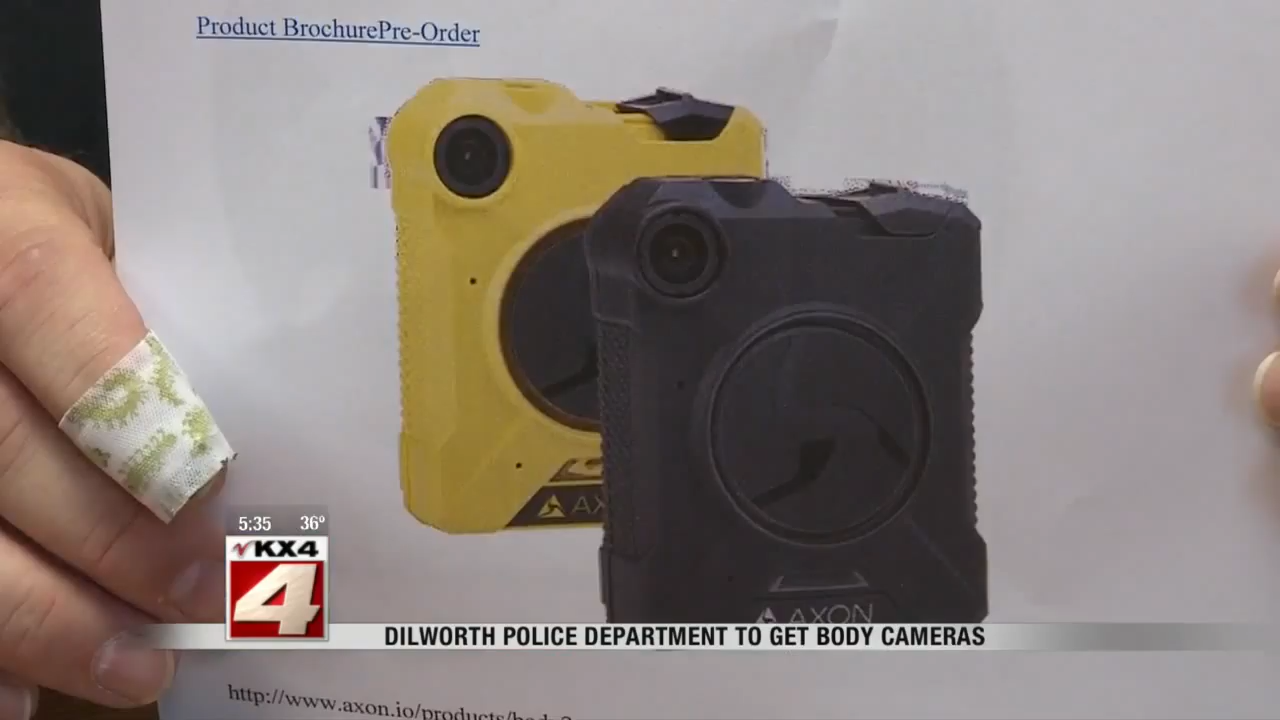 Product BrochurePre-Order
AXON
5:35 36°
KX4
4
DILWORTH POLICE DEPARTMENT TO GET BODY CAMERAS
http://www.axon.io/products/body2